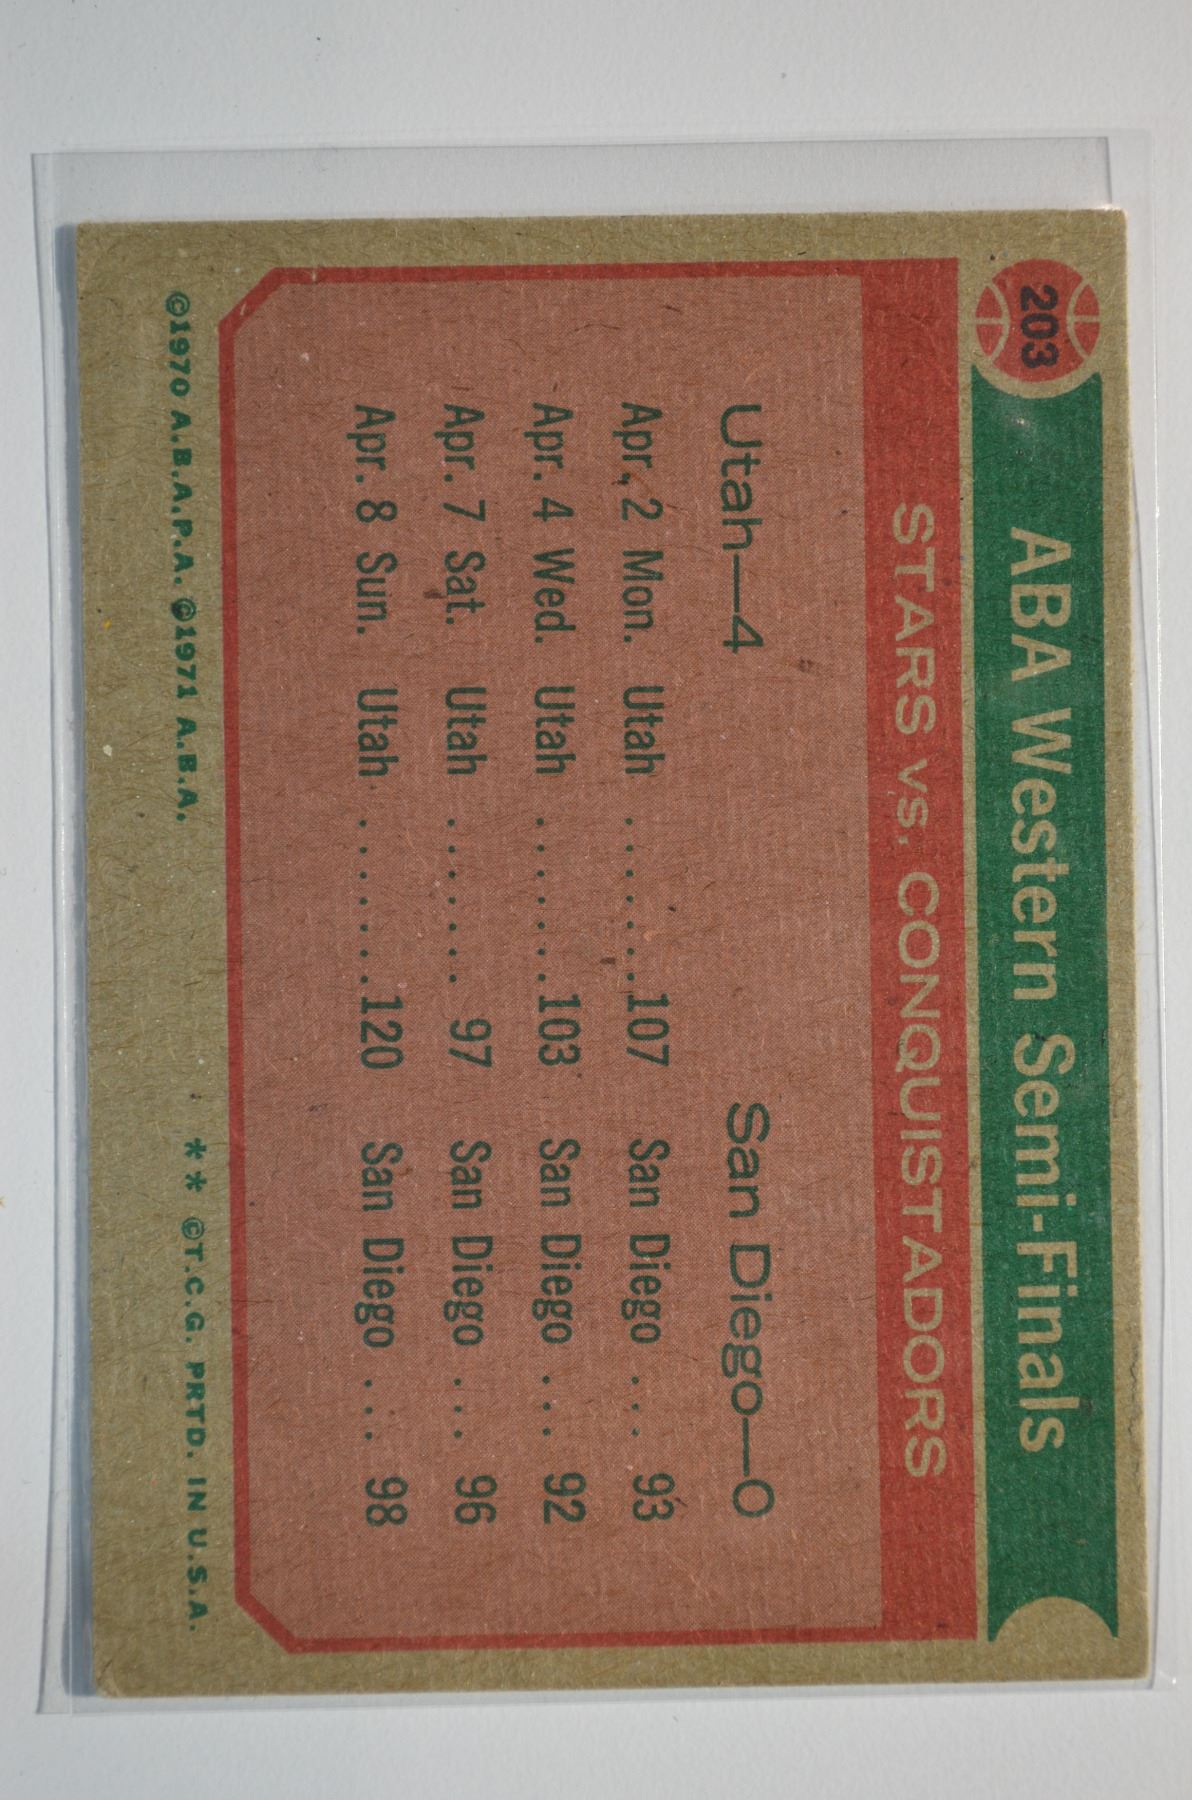 203
ABA Western Semi-Finals
STARS vs. CONQUISTADORS
Utah—4 San Diego—0
Apr. 2 Mon. Utah .......107 San Diego ... 93
Apr. 4 Wed. Utah .......103 San Diego ... 92
Apr. 7 Sat. Utah ....... 97 San Diego ... 96
Apr. 8 Sun. Utah .......120 San Diego ... 98
©1970 A.B.A.P.A. ©1971 A.B.A. ** ©T.C.G. PRTD. IN U.S.A.